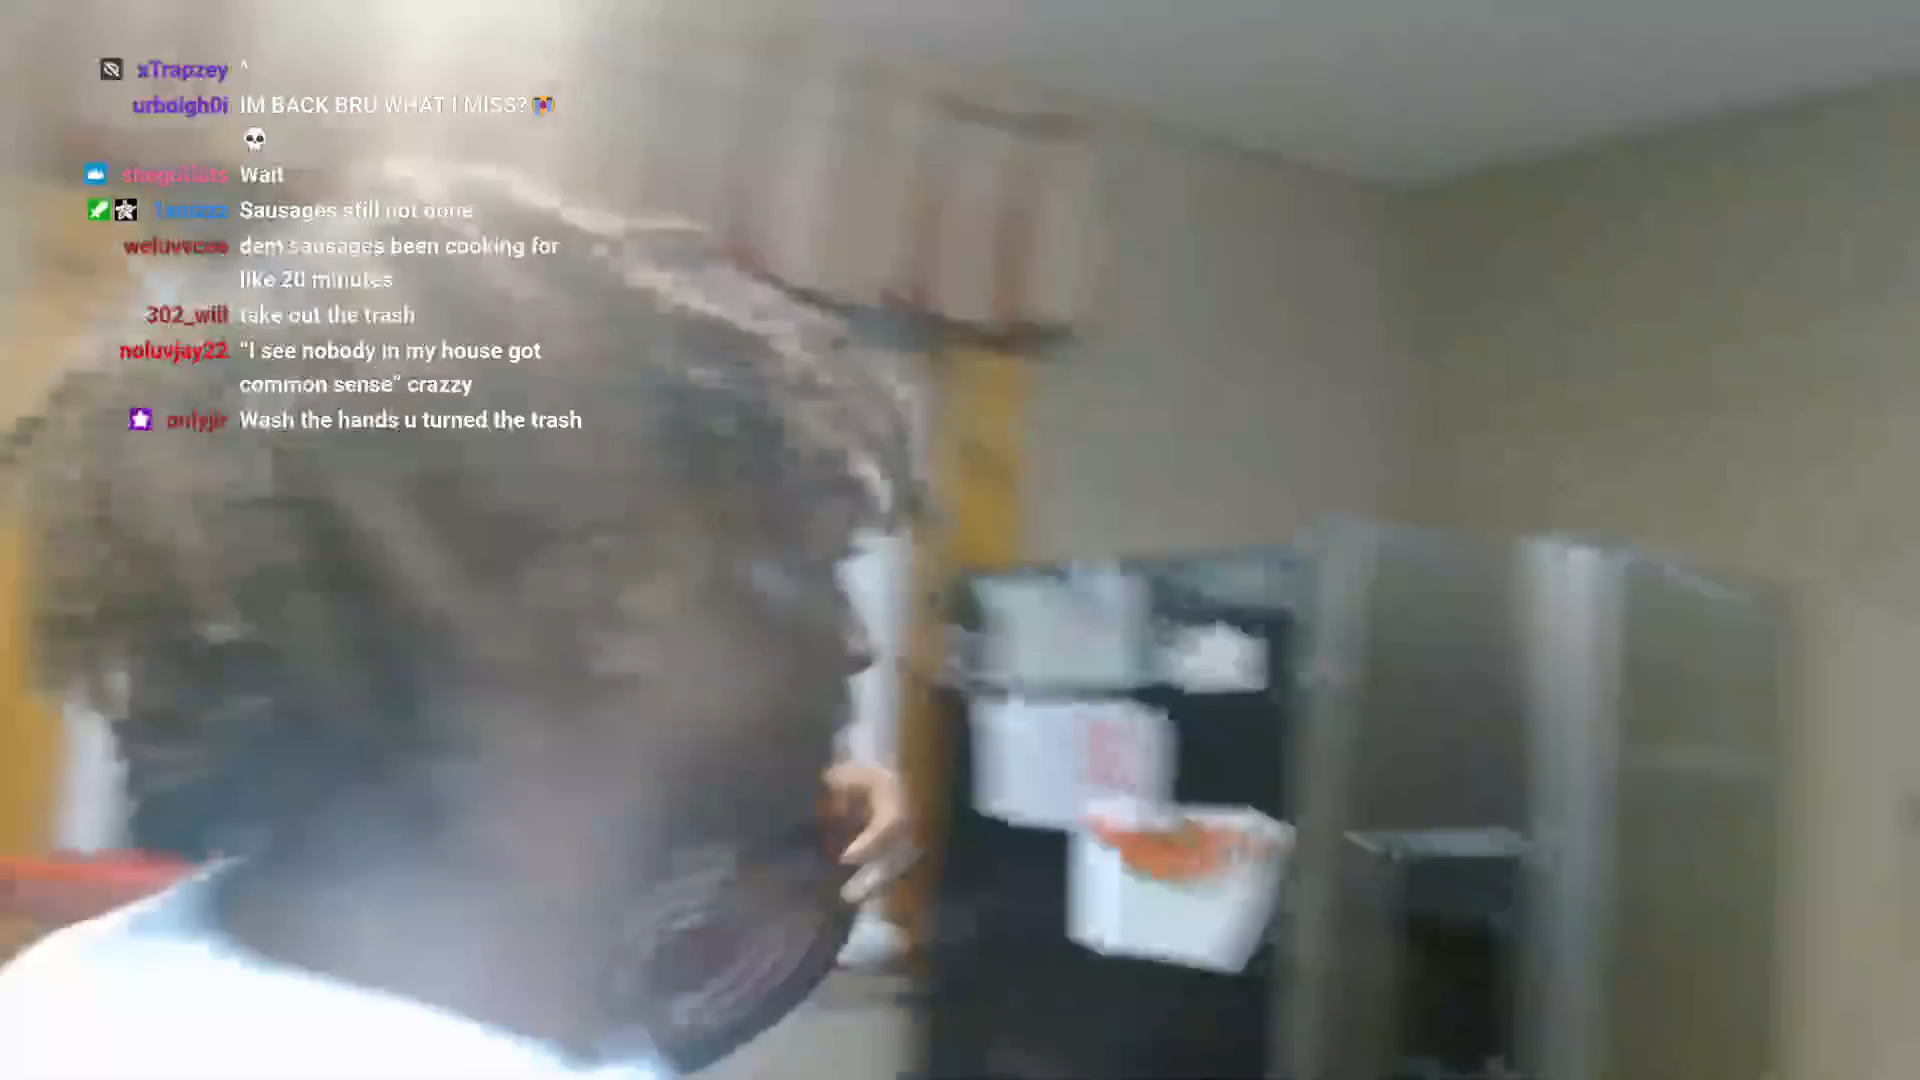 xTrapzey ^
urboigh0i IM BACK BRU WHAT I MISS? 😭
💀
Wait
Sausages still not done
dem sausages been cooking for
like 20 minutes
302_will take out the trash
noluvjay22 "I see nobody in my house got
common sense" crazzy
onlyjir Wash the hands u turned the trash